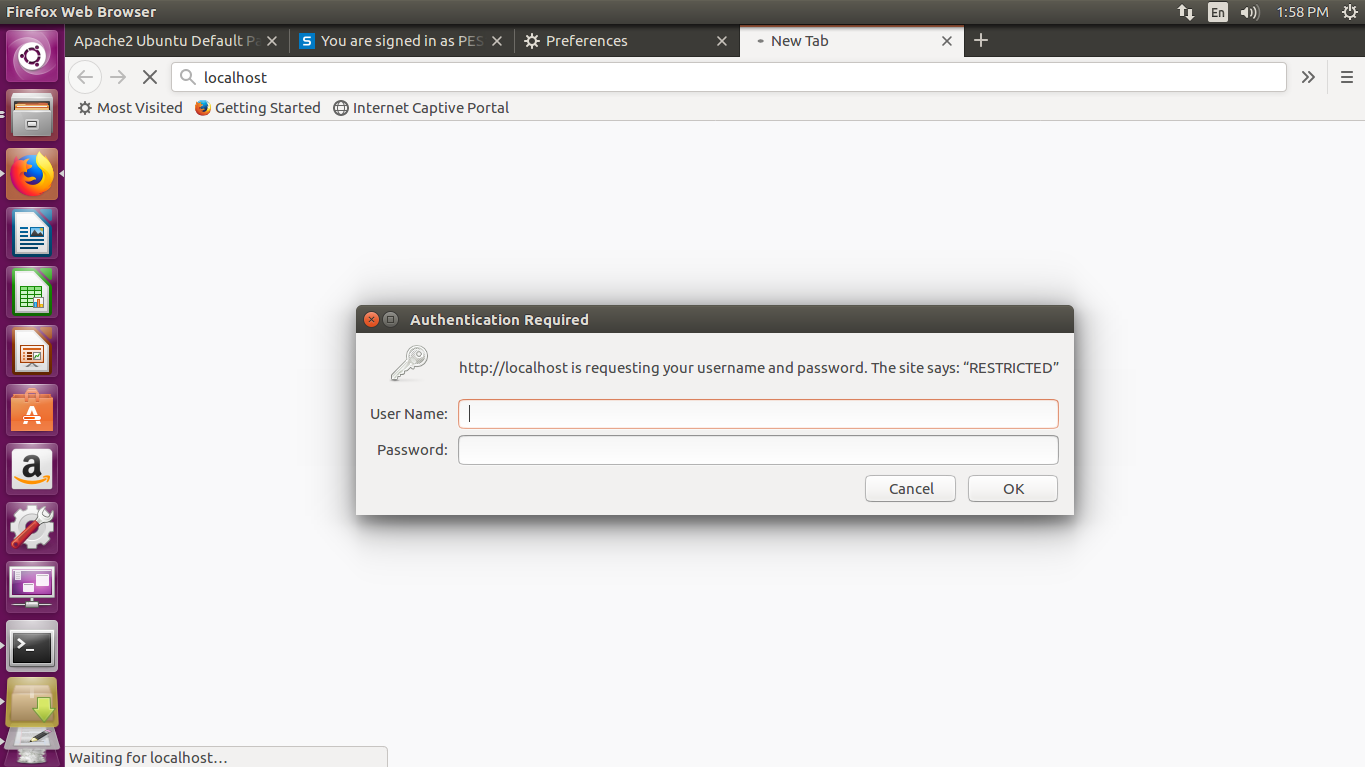 Firefox Web Browser
En
1:58 PM
Apache2 Ubuntu Default Pa
You are signed in as PES
Preferences
New Tab
localhost
Most Visited
Getting Started
Internet Captive Portal
Authentication Required
http://localhost is requesting your username and password. The site says: “RESTRICTED”
User Name:
Password:
Cancel
OK
Waiting for localhost…